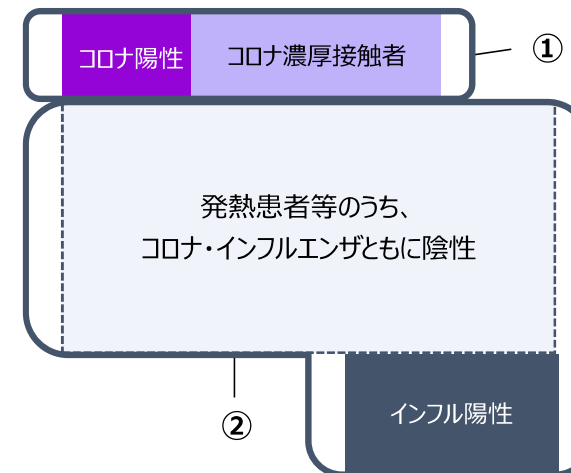 コロナ陽性
コロナ濃厚接触者
①
発熱患者等のうち、
コロナ・インフルエンザともに陰性
インフル陽性
②